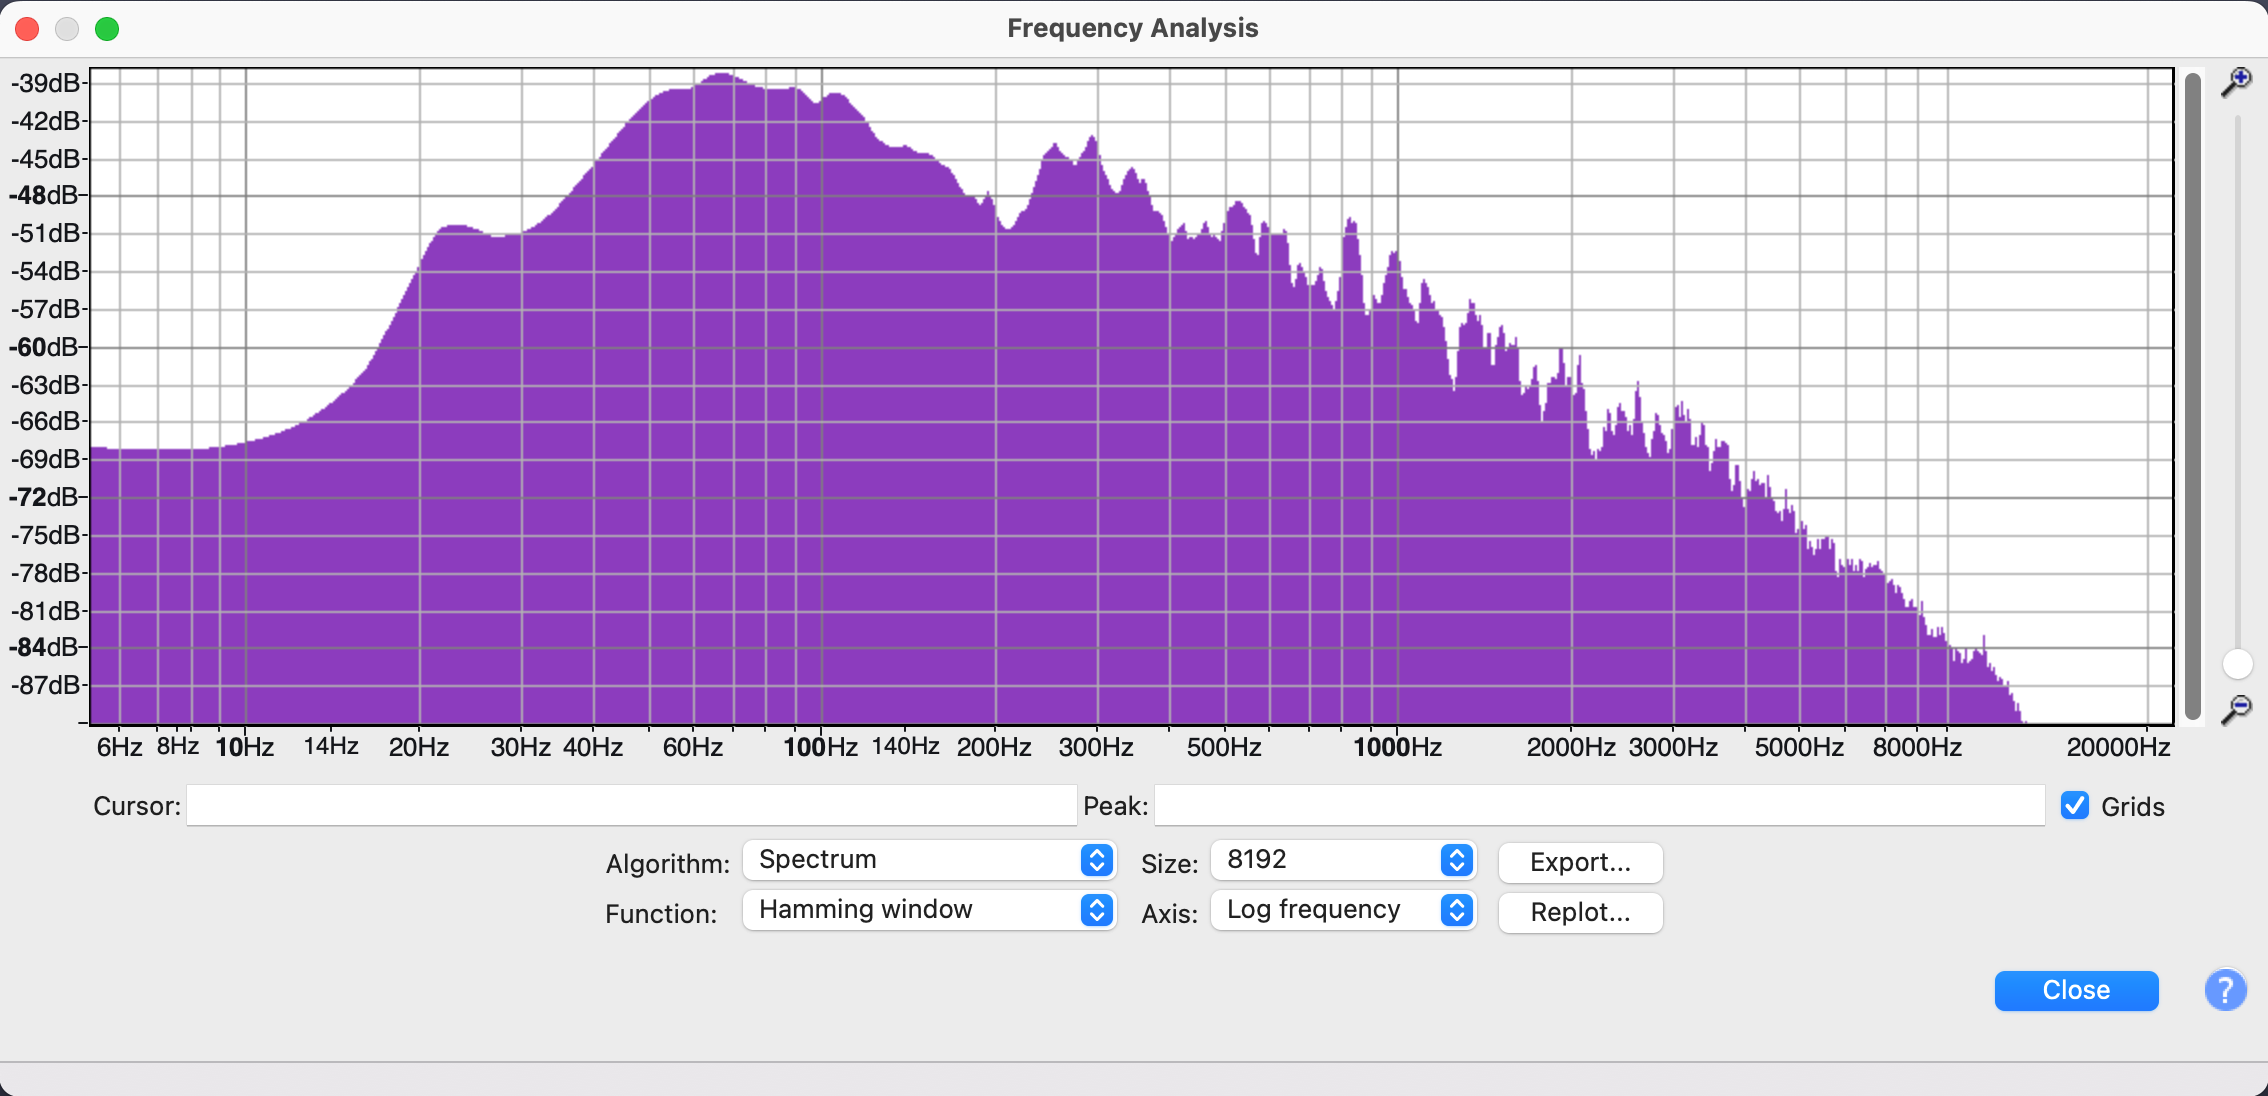 Frequency Analysis
-39dB
-42dB
-45dB
-48dB
-51dB
-54dB
-57dB
-60dB
-63dB
-66dB
-69dB
-72dB
-75dB
-78dB
-81dB
-84dB
-87dB
6Hz 8Hz 10Hz 14Hz 20Hz 30Hz 40Hz 60Hz 100Hz 140Hz 200Hz 300Hz 500Hz 1000Hz 2000Hz 3000Hz 5000Hz 8000Hz 20000Hz
Cursor: Peak: Grids
Algorithm: Spectrum Size: 8192 Export...
Function: Hamming window Axis: Log frequency Replot...
Close ?